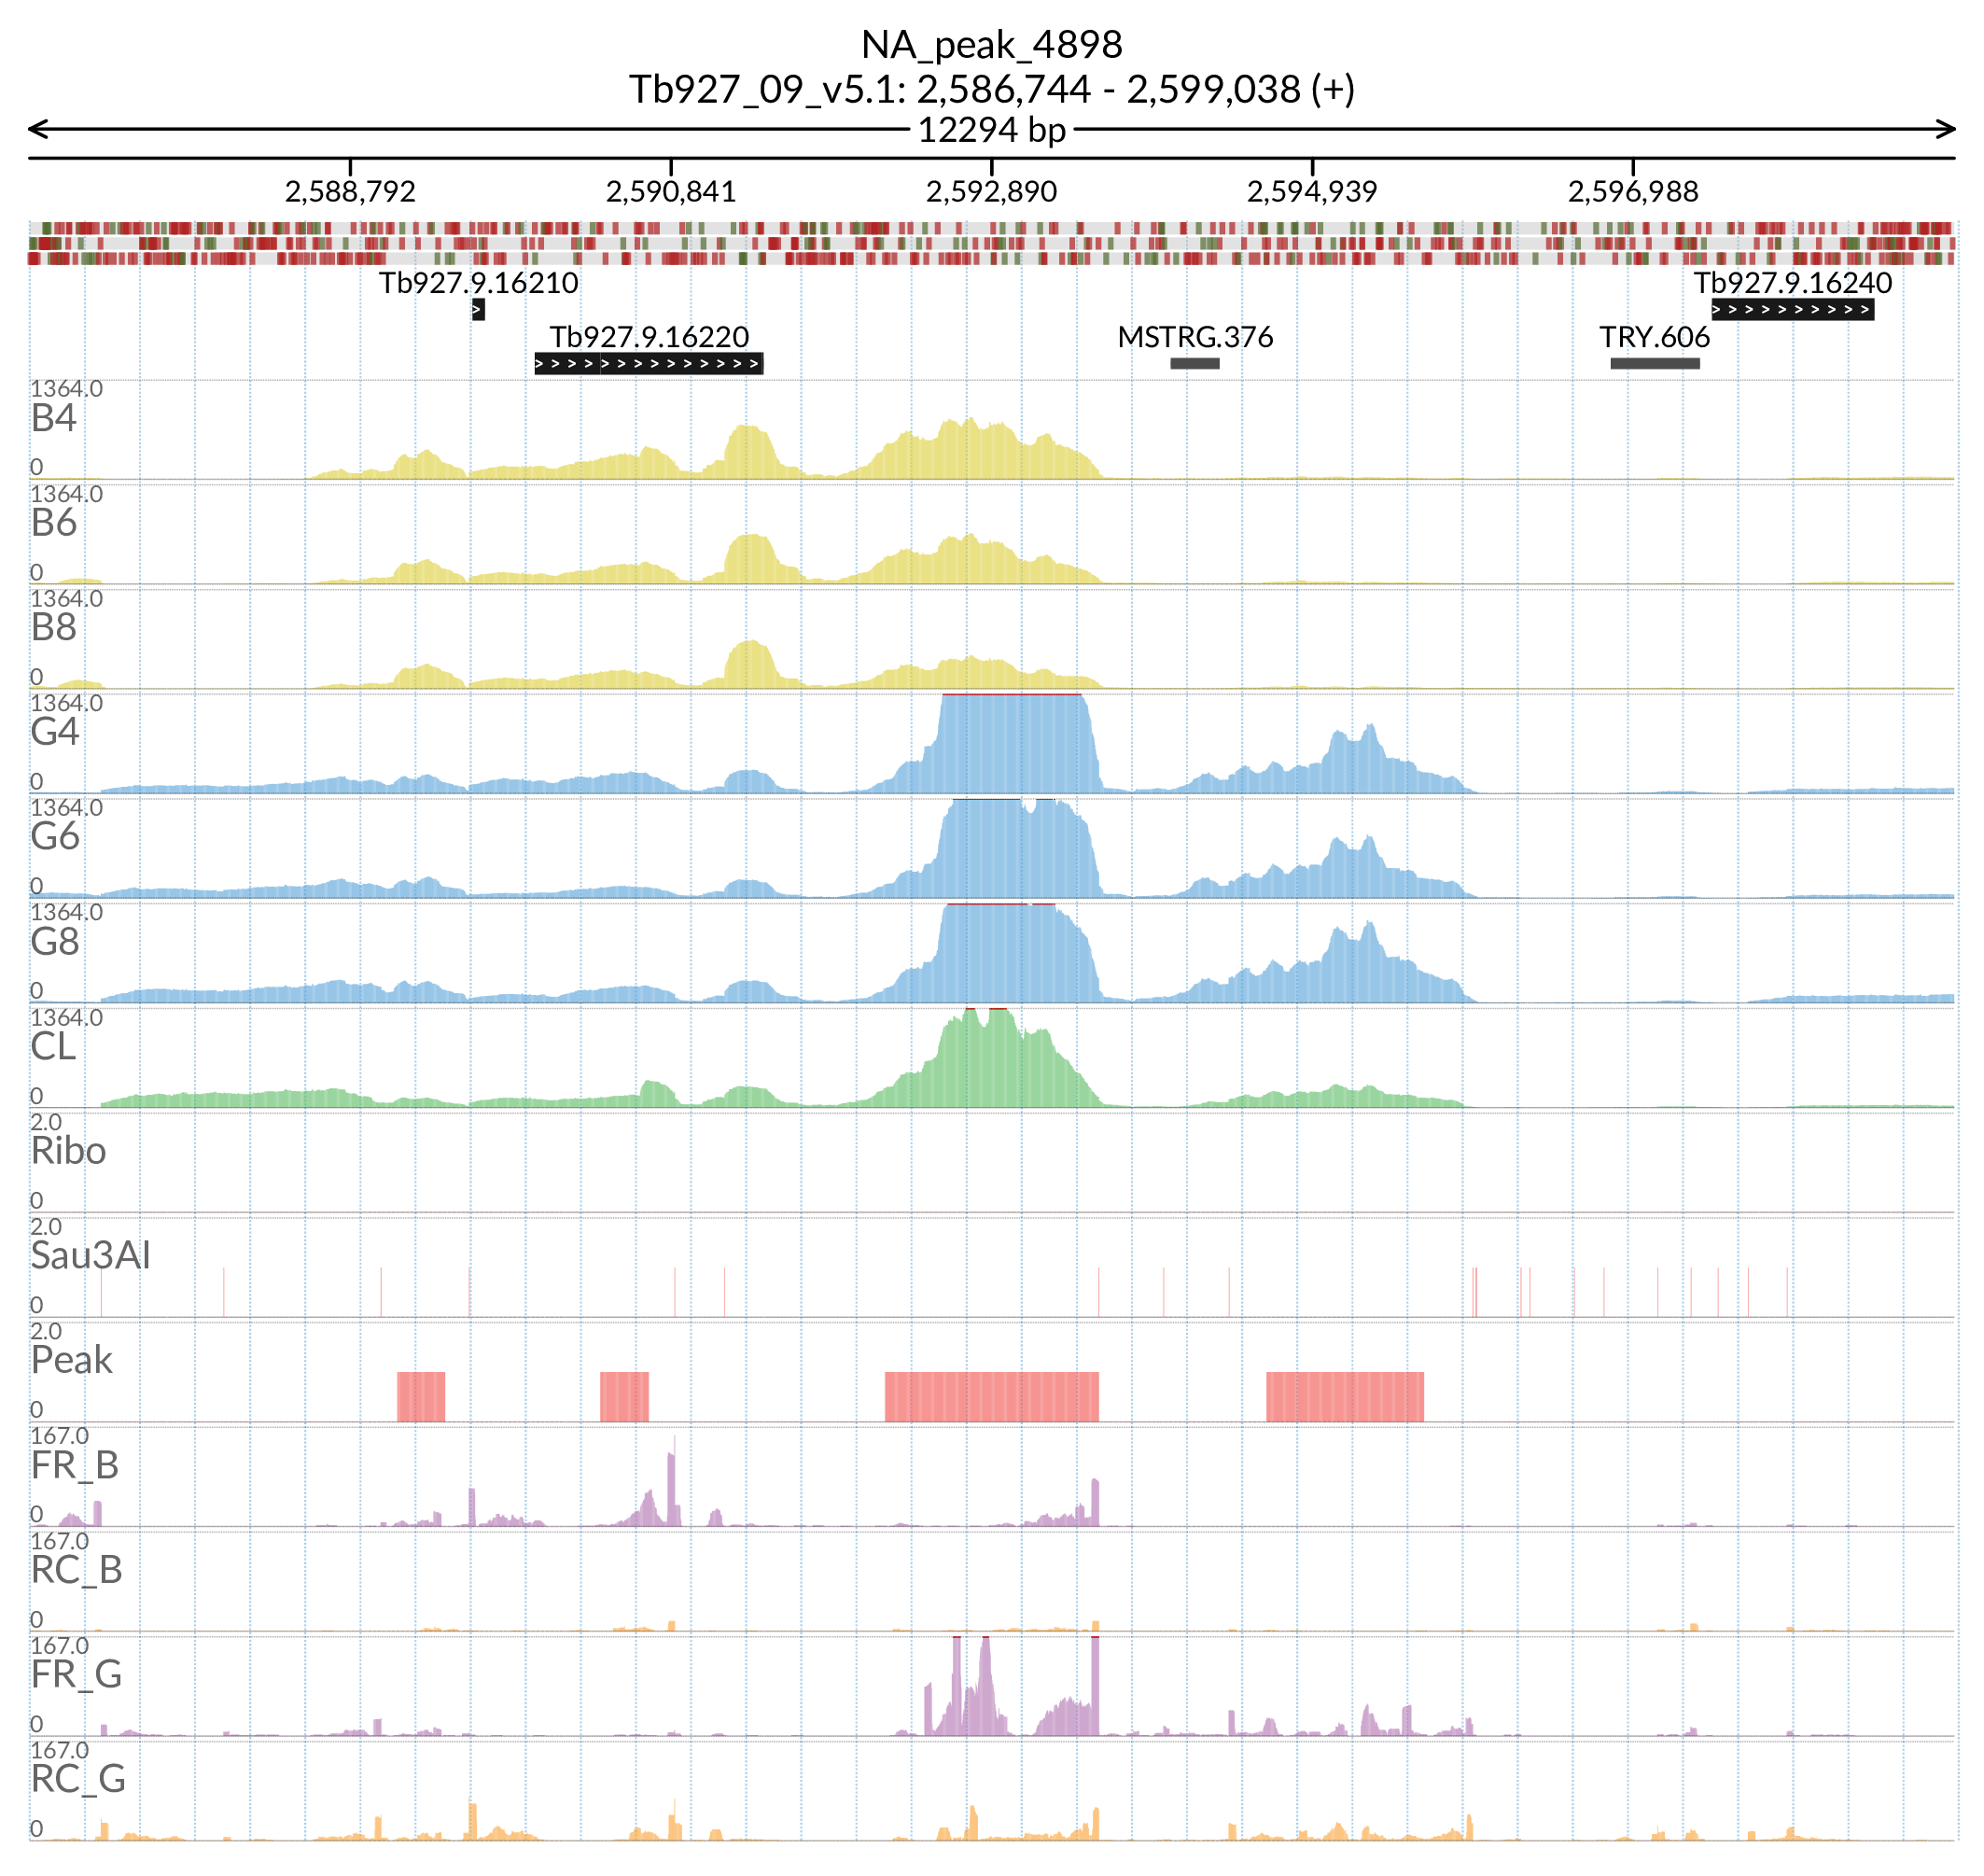 NA_peak_4898
Tb927_09_v5.1: 2,586,744 - 2,599,038 (+)
12294 bp
2,588,792 2,590,841 2,592,890 2,594,939 2,596,988
Tb927.9.16210 Tb927.9.16240
Tb927.9.16220 MSTRG.376 TRY.606
1364.0
B4
0
1364.0
B6
0
1364.0
B8
0
1364.0
G4
0
1364.0
G6
0
1364.0
G8
0
1364.0
CL
0
2.0
Ribo
0
2.0
Sau3AI
0
2.0
Peak
0
167.0
FR_B
0
167.0
RC_B
0
167.0
FR_G
0
167.0
RC_G
0